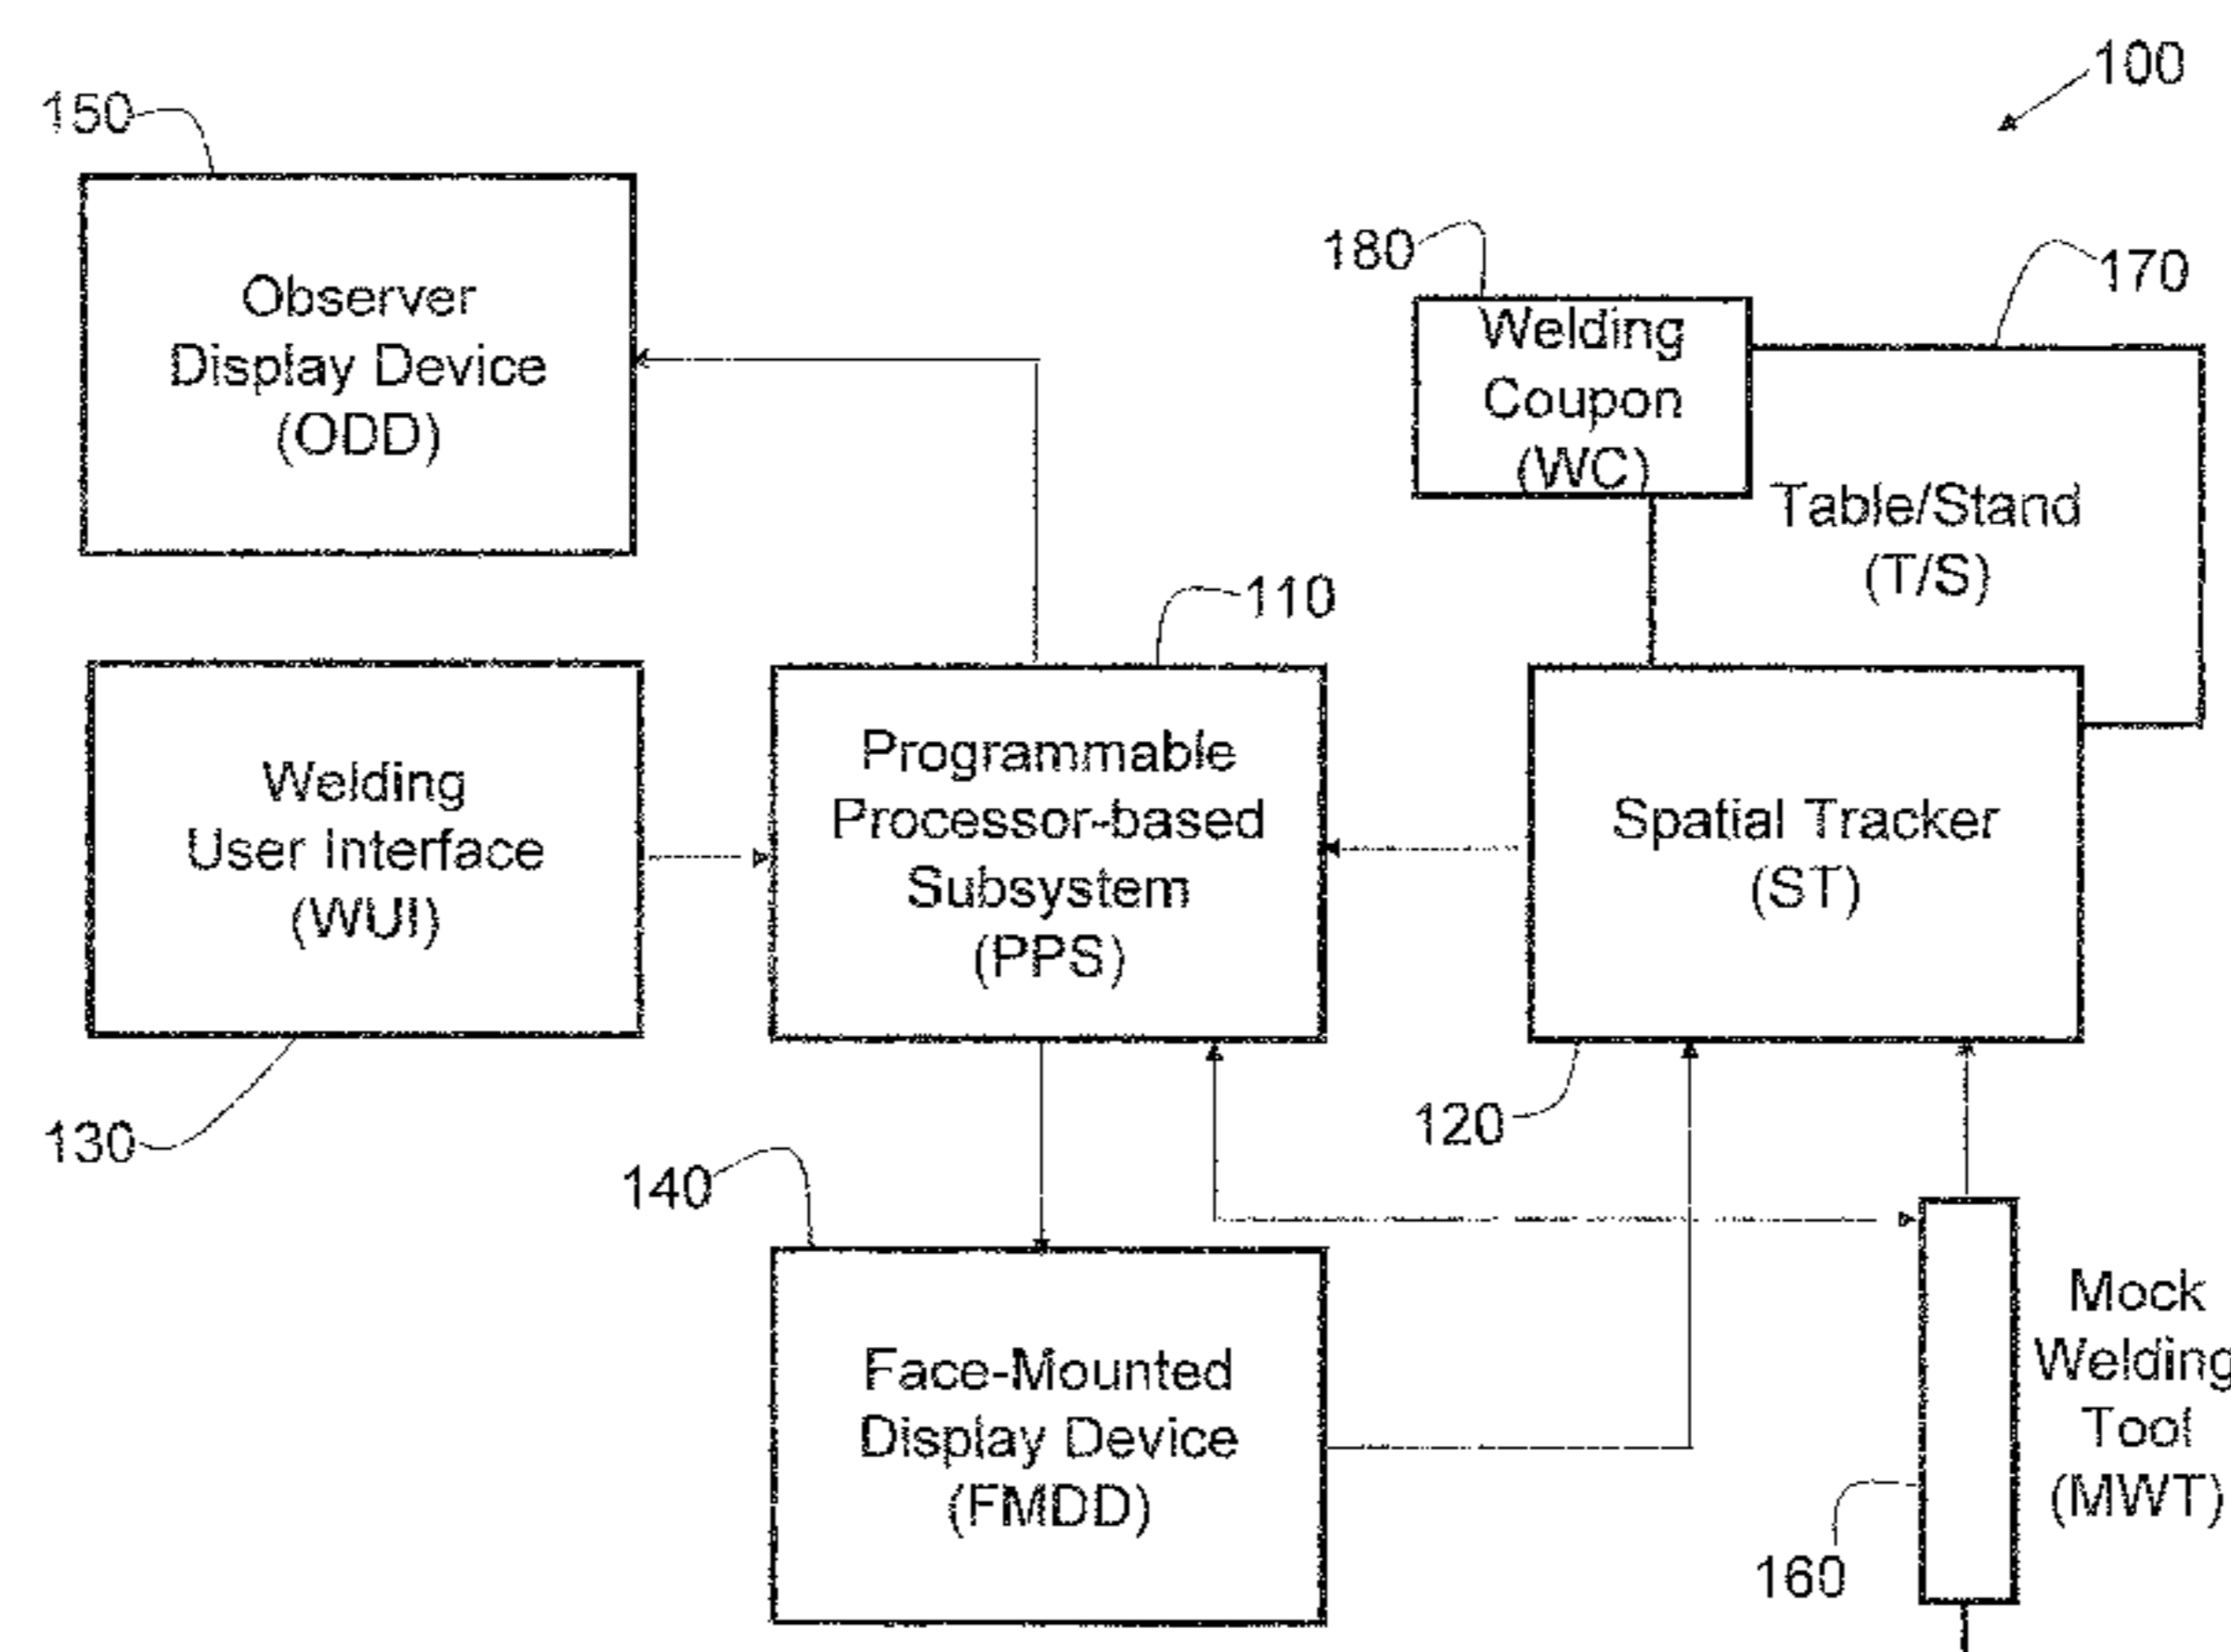 100
150
Observer
Display Device
(ODD)
180
Welding
Coupon
(WC)
170
Table/Stand
(T/S)
110
Welding
User Interface
(WUI)
Programmable
Processor-based
Subsystem
(PPS)
Spatial Tracker
(ST)
130
120
140
Face-Mounted
Display Device
(FMDD)
Mock
Welding
Tool
(MWT)
160